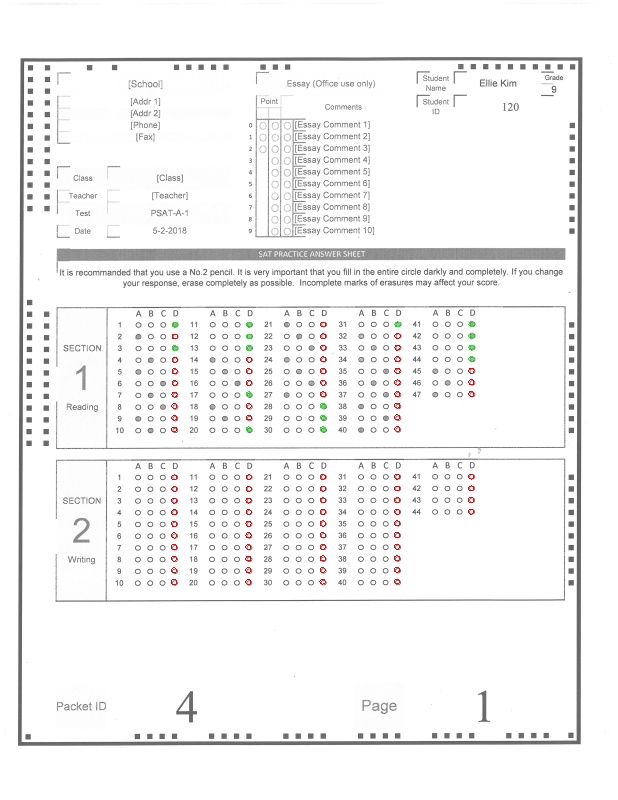 [School]
[Addr 1]
[Addr 2]
[Phone]
[Fax]
Class [Class]
Teacher [Teacher]
Test PSAT-A-1
Date 5-2-2018
Essay (Office use only)
Point Comments
0 [Essay Comment 1]
1 [Essay Comment 2]
2 [Essay Comment 3]
3 [Essay Comment 4]
4 [Essay Comment 5]
5 [Essay Comment 6]
6 [Essay Comment 7]
7 [Essay Comment 8]
8 [Essay Comment 9]
9 [Essay Comment 10]
Student Name Ellie Kim Grade 9
Student ID 120
SAT PRACTICE ANSWER SHEET
It is recommanded that you use a No.2 pencil. It is very important that you fill in the entire circle darkly and completely. If you change
your response, erase completely as possible. Incomplete marks of erasures may affect your score.
SECTION
1
Reading
A B C D A B C D A B C D A B C D A B C D
1 11 21 31 41
2 12 22 32 42
3 13 23 33 43
4 14 24 34 44
5 15 25 35 45
6 16 26 36 46
7 17 27 37 47
8 18 28 38
9 19 29 39
10 20 30 40
SECTION
2
Writing
A B C D A B C D A B C D A B C D A B C D
1 11 21 31 41
2 12 22 32 42
3 13 23 33 43
4 14 24 34 44
5 15 25 35
6 16 26 36
7 17 27 37
8 18 28 38
9 19 29 39
10 20 30 40
Packet ID 4 Page 1